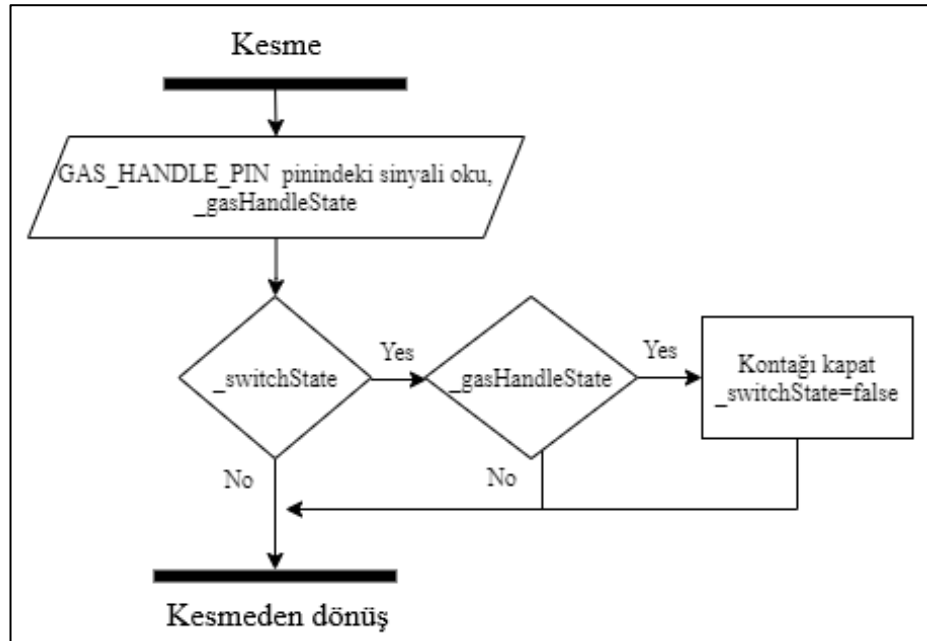 Kesme
GAS_HANDLE_PIN pinindeki sinyali oku,
_gasHandleState
_switchState
Yes
_gasHandleState
Yes
Kontağı kapat
_switchState=false
No
No
Kesmeden dönüş